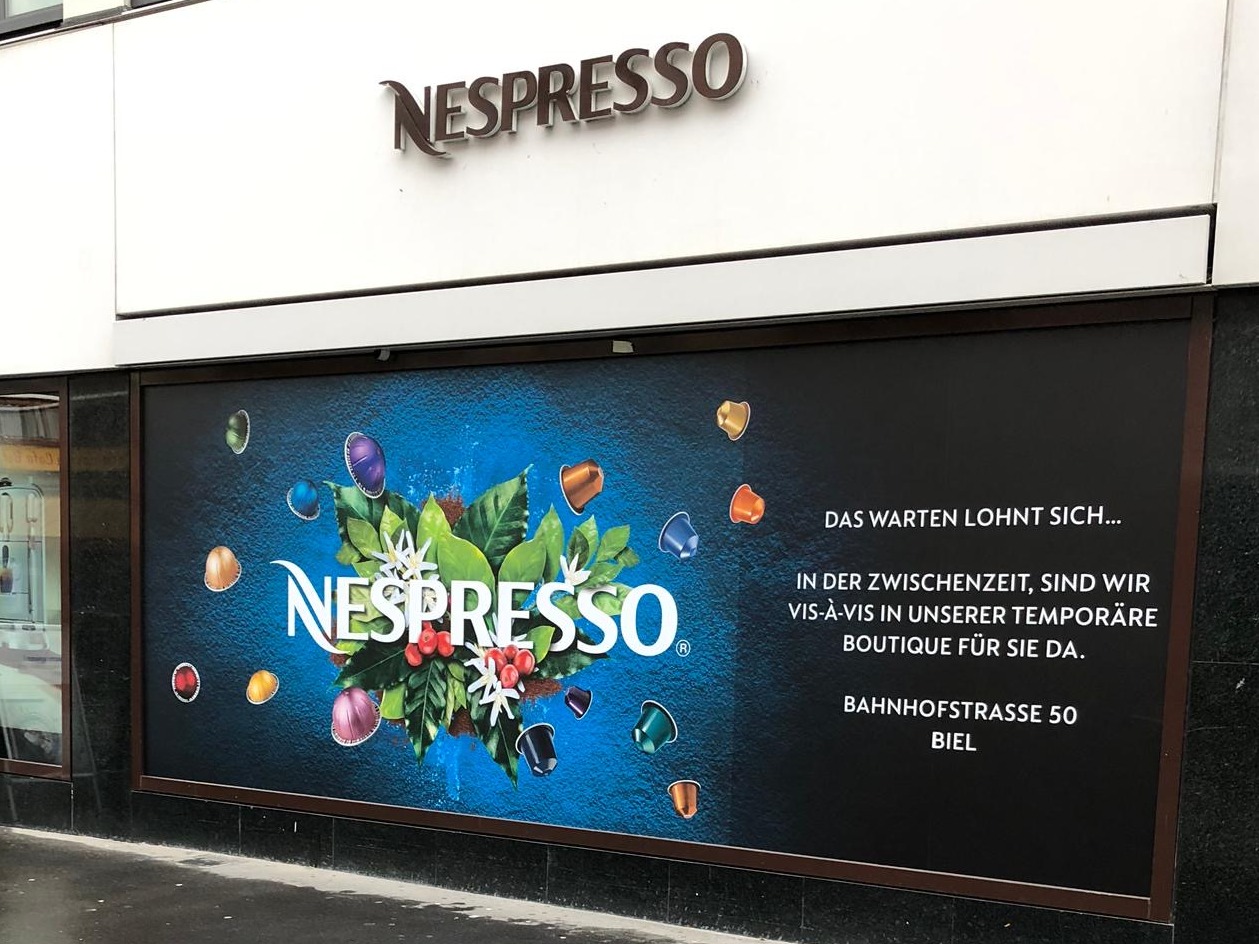 NESPRESSO
NESPRESSO®
DAS WARTEN LOHNT SICH...
IN DER ZWISCHENZEIT, SIND WIR
VIS-À-VIS IN UNSERER TEMPORÄRE
BOUTIQUE FÜR SIE DA.
BAHNHOFSTRASSE 50
BIEL